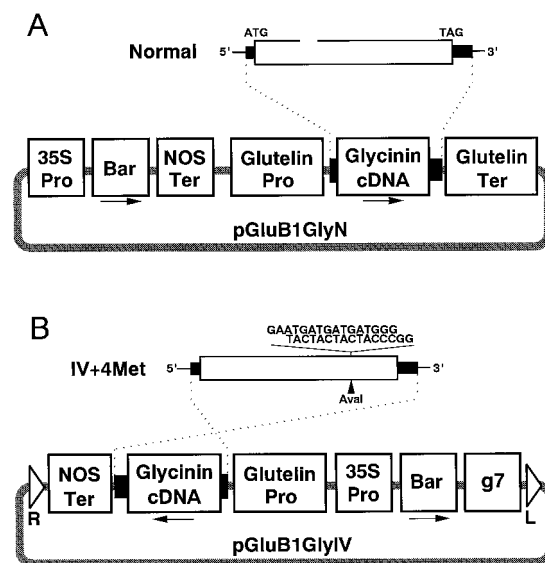 A
ATG TAG
Normal 5' 3'
35S Pro Bar NOS Ter Glutelin Pro Glycinin cDNA Glutelin Ter
pGluB1GlyN
B
GAATGATGATGATGGG
TACTACTACTACCCGG
IV+4Met 5' 3'
AvaI
NOS Ter Glycinin cDNA Glutelin Pro 35S Pro Bar g7
R L
pGluB1GlyIV